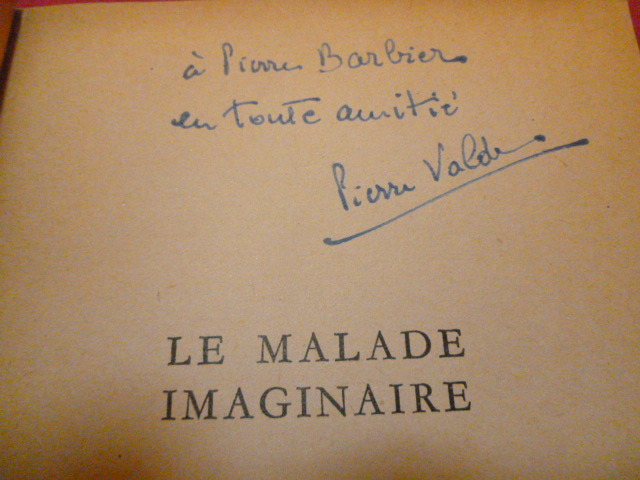 à Pierre Barbier
en toute amitié
Pierre Valde
LE MALADE
IMAGINAIRE